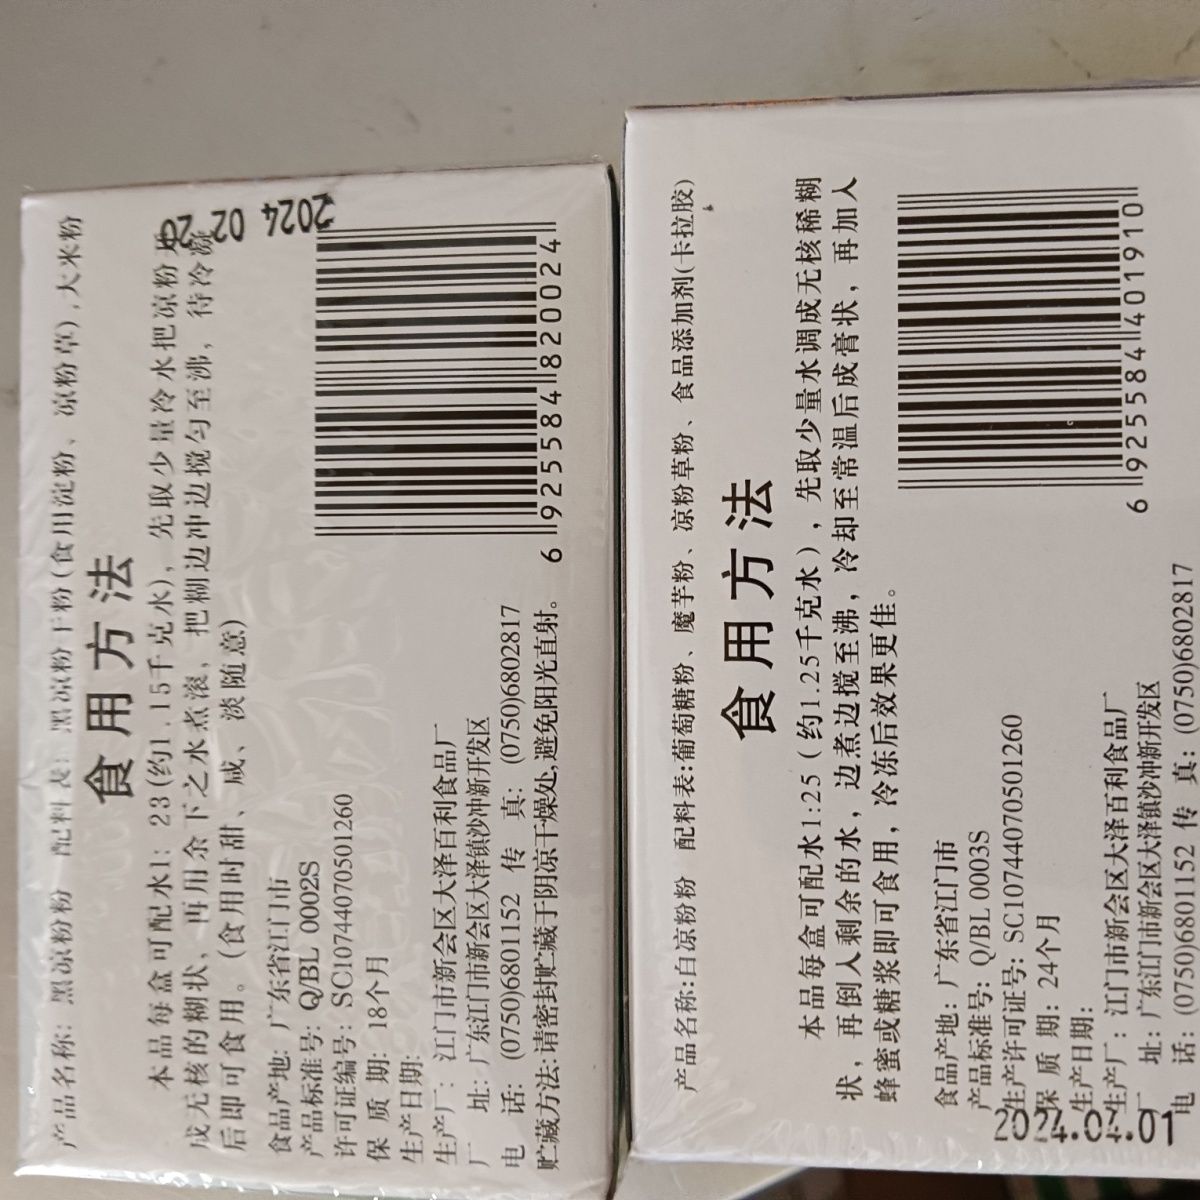 产品名称: 黑凉粉粉 配料表: 黑凉粉干粉(食用淀粉、凉粉草),大米粉
食用方法
本品每盒可配水1: 23(约1.15千克水), 先取少量冷水把凉粉
成无核的糊状, 再用余下之水煮滚, 把糊边冲边搅匀至沸, 待冷凝
后即可食用。(食用时甜、咸、淡随意)
食品产地: 广东省江门市
产品标准号: Q/BL 0002S
许可证编号: SC10744070501260
保 质 期: 18个月
生产日期:
生产厂: 江门市新会区大泽百利食品厂
厂 址: 广东江门市新会区大泽镇沙冲新开发区
电 话: (0750)6801152 传 真: (0750)6802817
贮藏方法:请密封贮藏于阴凉干燥处,避免阳光直射。
2024 02 20
6 925584 820024
产品名称:白凉粉粉 配料表:葡萄糖粉、魔芋粉、凉粉草粉、食品添加剂(卡拉胶)
食用方法
本品每盒可配水1:25 (约1.25千克水), 先取少量水调成无核稀糊
状, 再倒入剩余的水, 边煮边搅至沸, 冷却至常温后成膏状, 再加入
蜂蜜或糖浆即可食用, 冷冻后效果更佳。
食品产地: 广东省江门市
产品标准号: Q/BL 0003S
生产许可证号: SC10744070501260
保 质 期: 24个月
生产日期:
生产厂: 江门市新会区大泽百利食品厂
厂 址: 广东江门市新会区大泽镇沙冲新开发区
电 话: (0750)6801152 传 真: (0750)6802817
2024.04.01
6 925584 401910